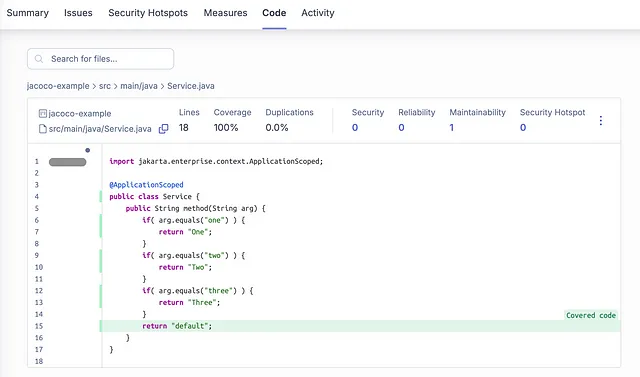 Summary Issues Security Hotspots Measures Code Activity
Search for files...
jacoco-example > src > main/java > Service.java
jacoco-example Lines Coverage Duplications Security Reliability Maintainability Security Hotspot
src/main/java/Service.java 18 100% 0.0% 0 0 1 0
1 import jakarta.enterprise.context.ApplicationScoped;
2
3 @ApplicationScoped
4 public class Service {
5 public String method(String arg) {
6 if( arg.equals("one") ) {
7 return "One";
8 }
9 if( arg.equals("two") ) {
10 return "Two";
11 }
12 if( arg.equals("three") ) {
13 return "Three";
14 }
Covered code
15 return "default";
16 }
17 }
18